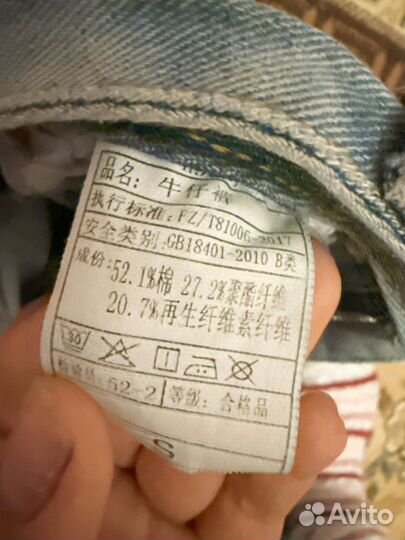 品名: 牛仔裤
执行标准: FZ/T81006-2017
安全类别: GB18401-2010 B类
成份: 52.1%棉 27.2%聚酯纤维
20.7%再生纤维素纤维
30
检验员: 52-2 等级: 合格品
S
Avito